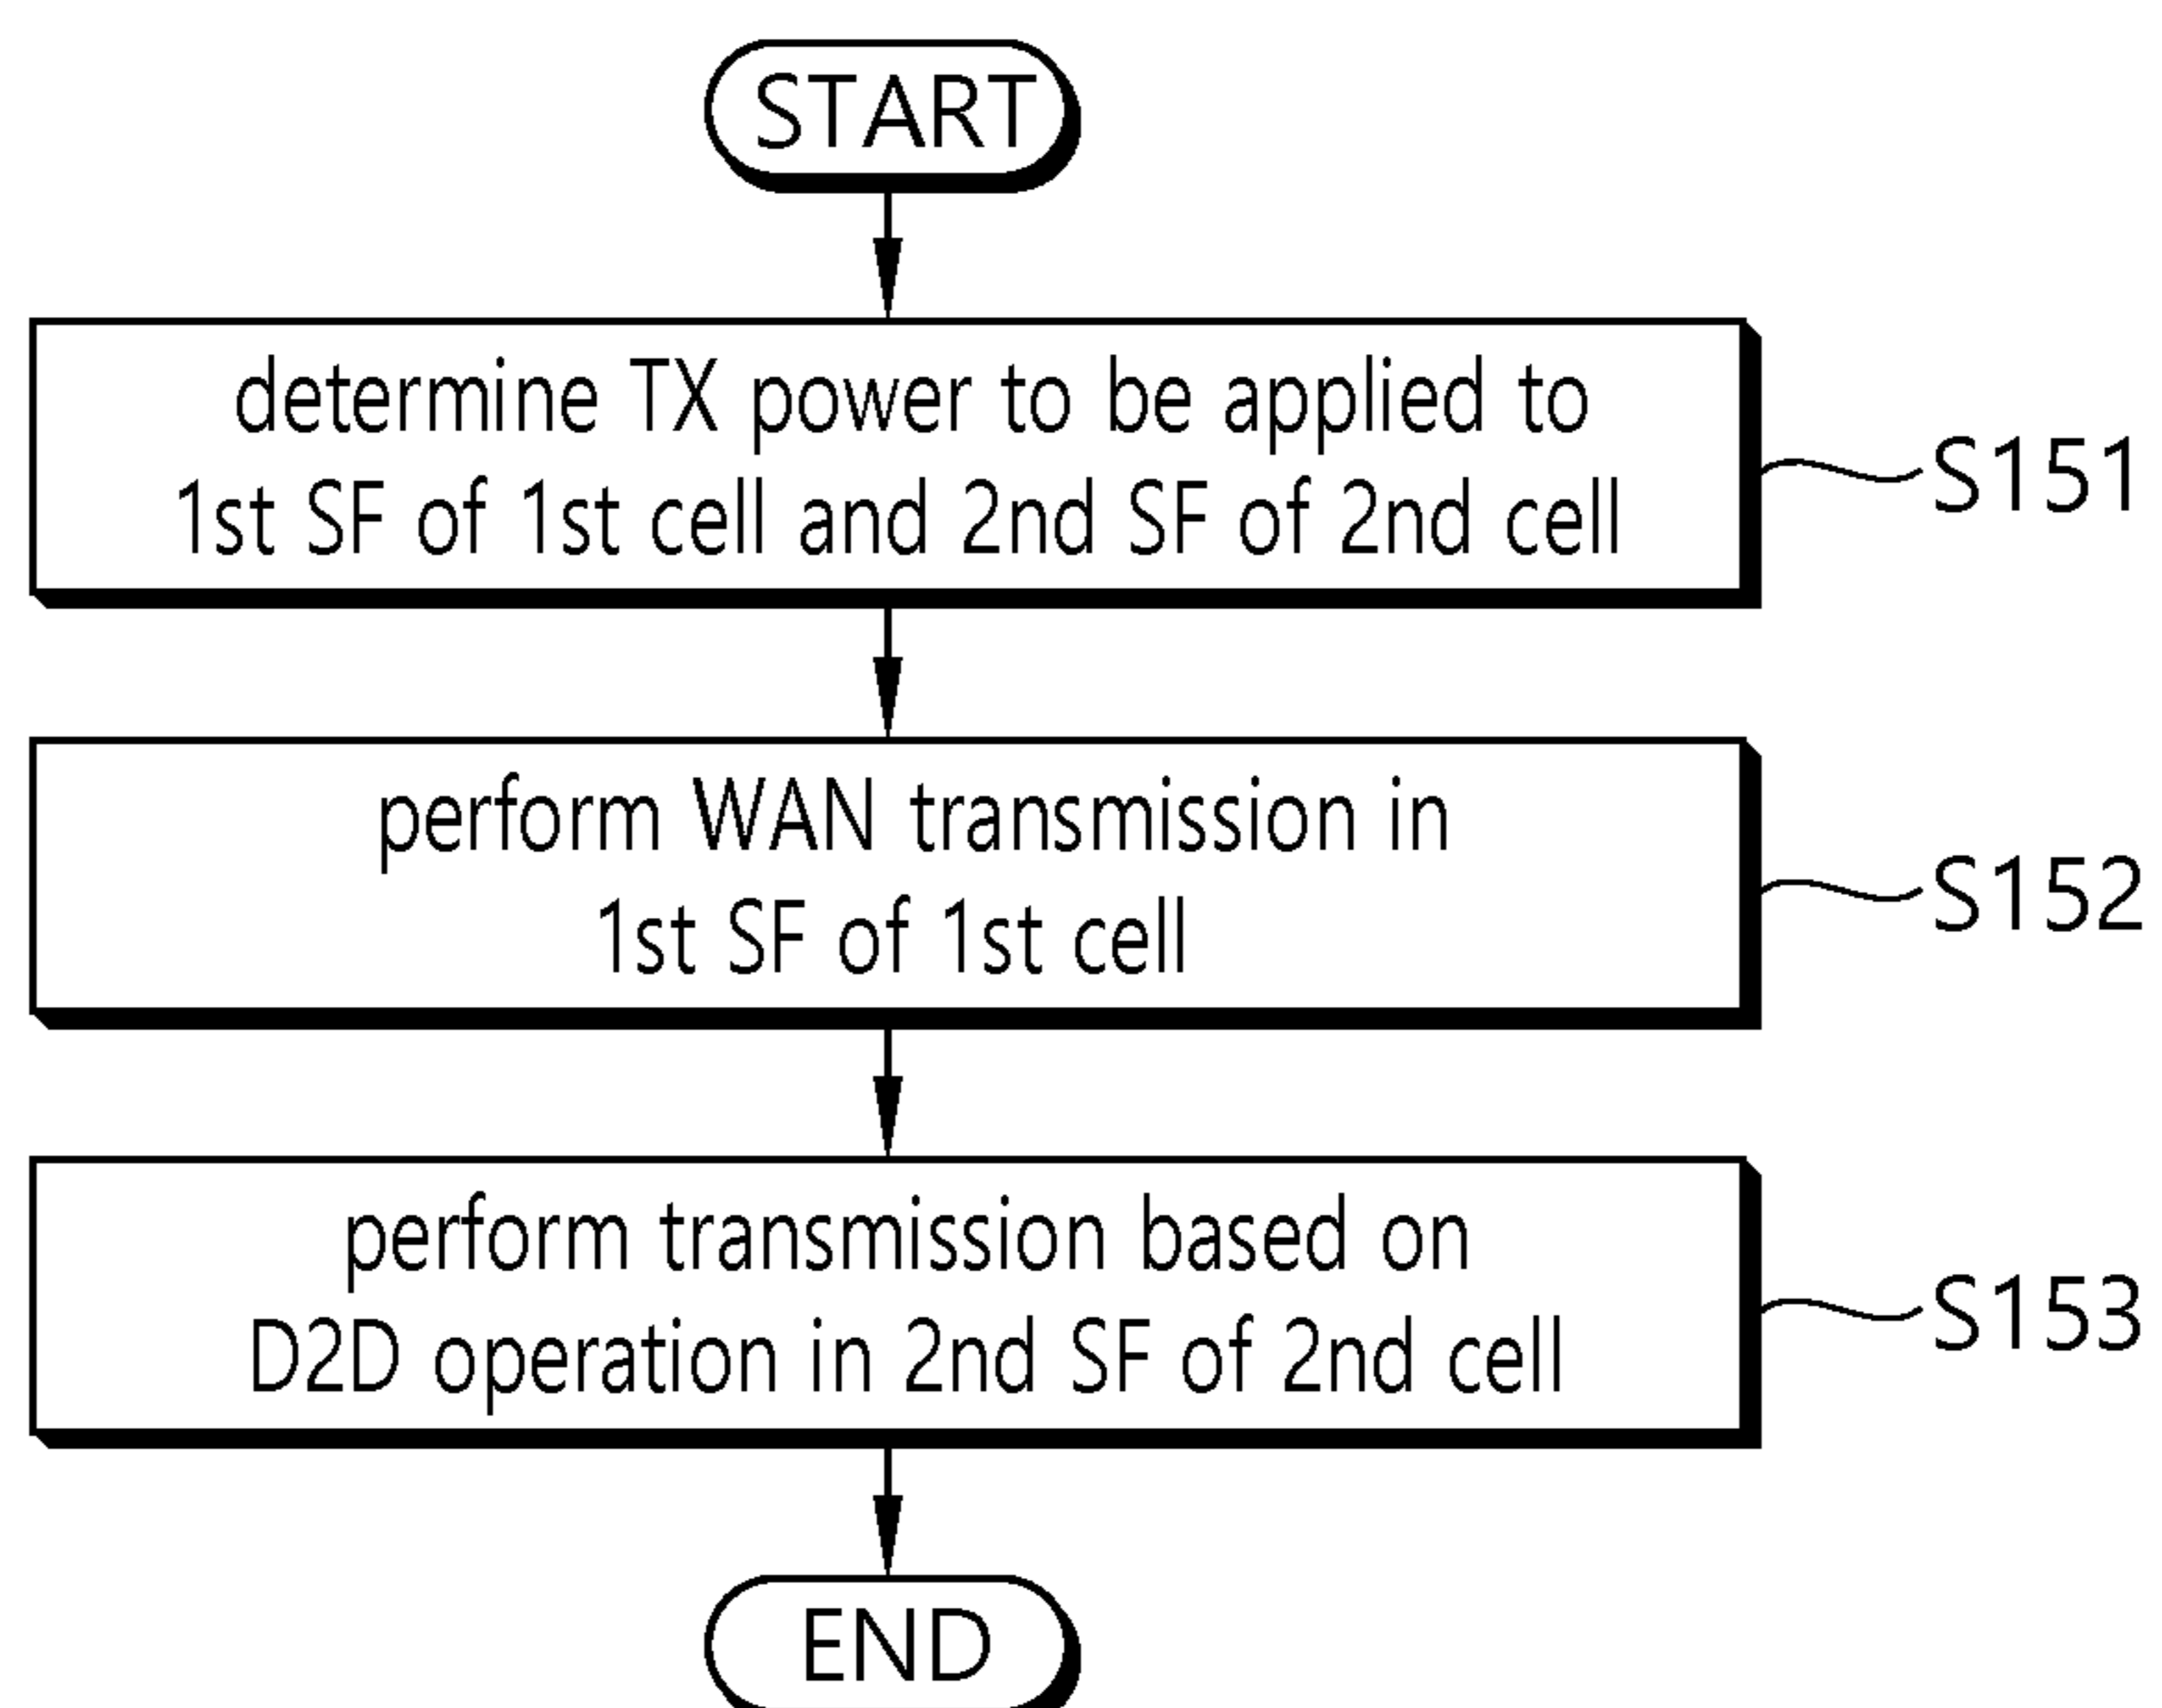 START
determine TX power to be applied to
1st SF of 1st cell and 2nd SF of 2nd cell
S151
perform WAN transmission in
1st SF of 1st cell
S152
perform transmission based on
D2D operation in 2nd SF of 2nd cell
S153
END